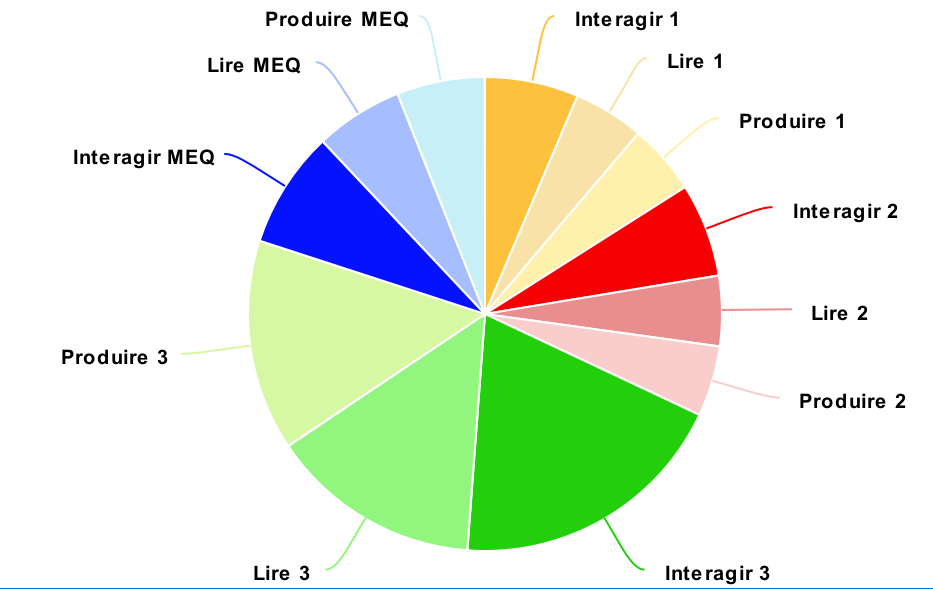 Produire MEQ
Interagir 1
Lire MEQ
Lire 1
Produire 1
Interagir MEQ
Interagir 2
Lire 2
Produire 3
Produire 2
Lire 3
Interagir 3